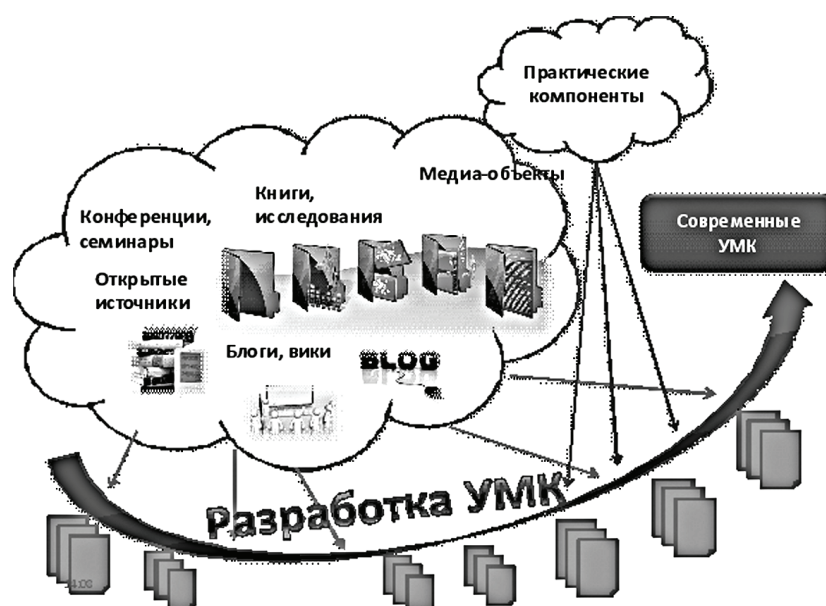 Практические
компоненты
Медиа-объекты
Книги,
исследования
Конференции,
семинары
Современные
УМК
Открытые
источники
Блоги, вики
BLOG
Разработка УМК